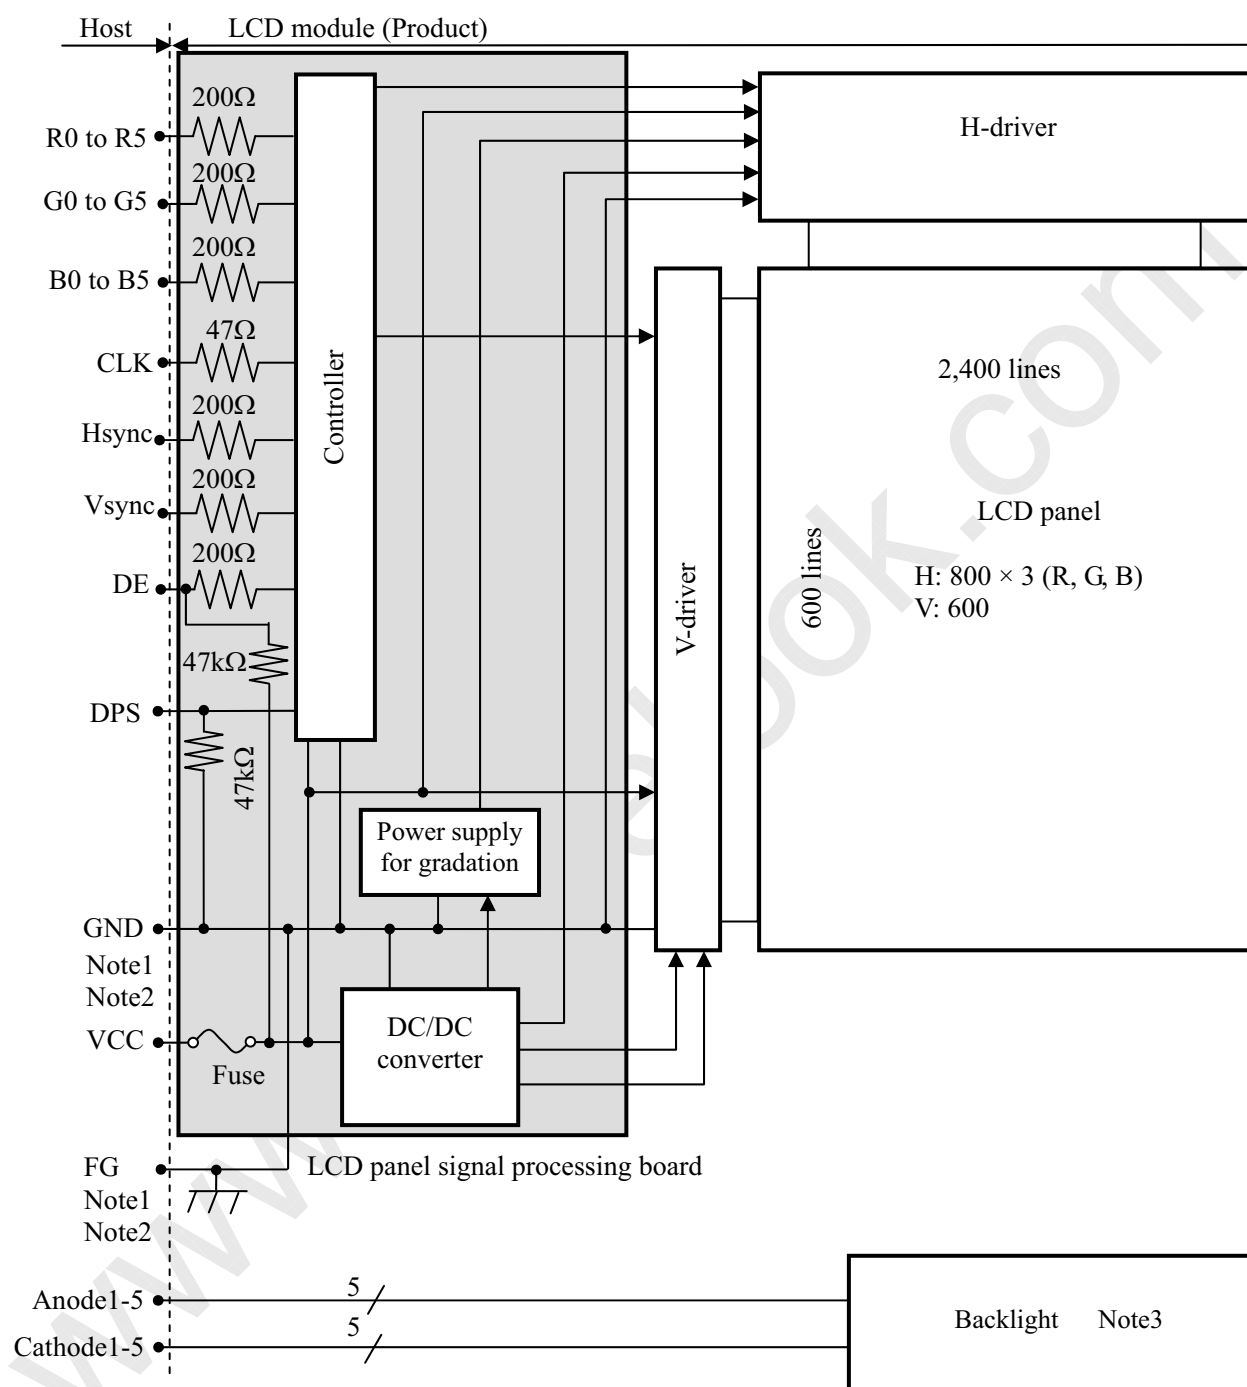 Host
LCD module (Product)
200Ω
R0 to R5
H-driver
200Ω
G0 to G5
200Ω
B0 to B5
47Ω
CLK
Controller
2,400 lines
200Ω
Hsync
200Ω
Vsync
LCD panel
200Ω
DE
600 lines
H: 800 × 3 (R, G, B)
V: 600
V-driver
47kΩ
DPS
47kΩ
Power supply
for gradation
GND
Note1
Note2
VCC
Fuse
DC/DC
converter
FG
Note1
Note2
LCD panel signal processing board
Anode1-5
5
Cathode1-5
5
Backlight Note3